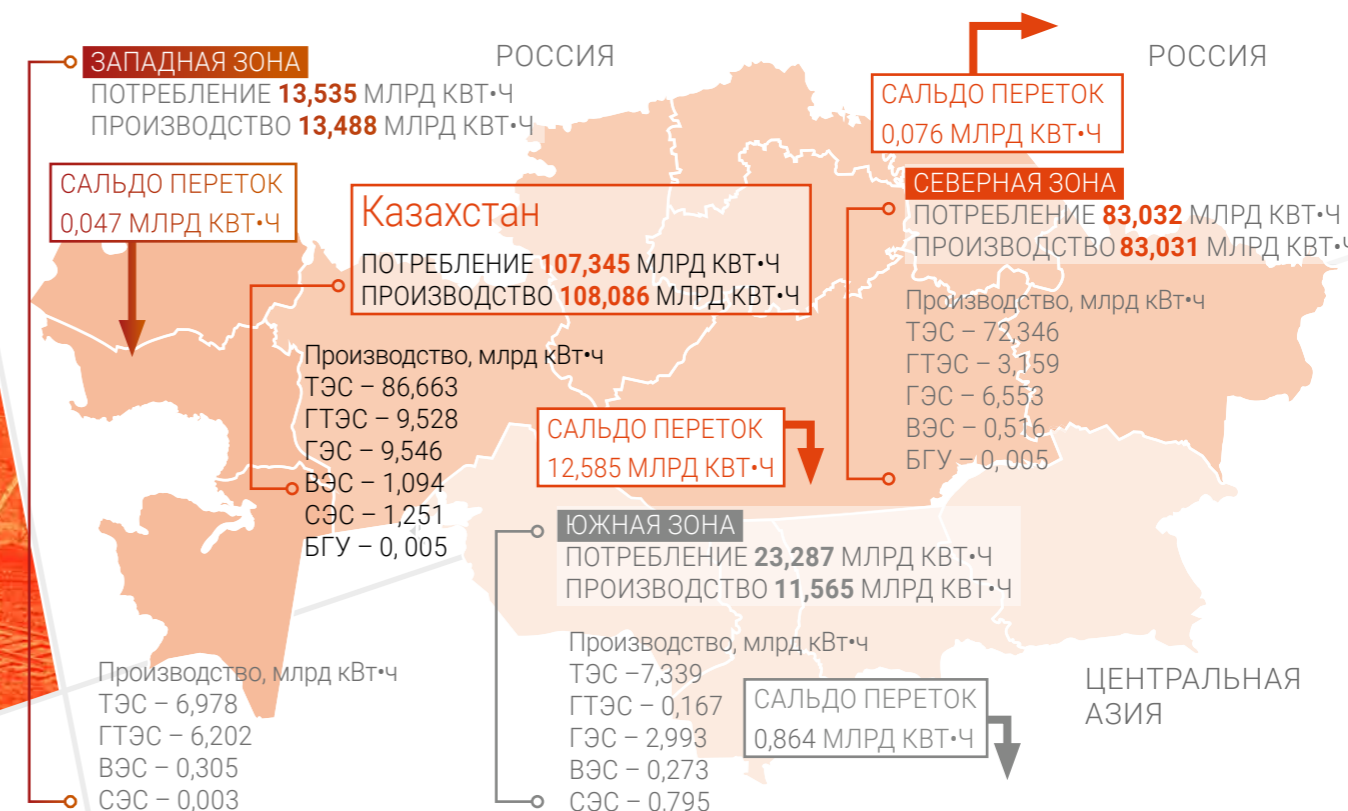 РОССИЯ
РОССИЯ
ЗАПАДНАЯ ЗОНА
ПОТРЕБЛЕНИЕ 13,535 МЛРД КВТ•Ч
ПРОИЗВОДСТВО 13,488 МЛРД КВТ•Ч
САЛЬДО ПЕРЕТОК
0,076 МЛРД КВТ•Ч
САЛЬДО ПЕРЕТОК
0,047 МЛРД КВТ•Ч
Казахстан
ПОТРЕБЛЕНИЕ 107,345 МЛРД КВТ•Ч
ПРОИЗВОДСТВО 108,086 МЛРД КВТ•Ч
Производство, млрд кВт•ч
ТЭС – 86,663
ГТЭС – 9,528
ГЭС – 9,546
ВЭС – 1,094
СЭС – 1,251
БГУ – 0, 005
СЕВЕРНАЯ ЗОНА
ПОТРЕБЛЕНИЕ 83,032 МЛРД КВТ•Ч
ПРОИЗВОДСТВО 83,031 МЛРД КВТ•Ч
Производство, млрд кВт•ч
ТЭС – 72,346
ГТЭС – 3,159
ГЭС – 6,553
ВЭС – 0,516
БГУ – 0, 005
САЛЬДО ПЕРЕТОК
12,585 МЛРД КВТ•Ч
ЮЖНАЯ ЗОНА
ПОТРЕБЛЕНИЕ 23,287 МЛРД КВТ•Ч
ПРОИЗВОДСТВО 11,565 МЛРД КВТ•Ч
Производство, млрд кВт•ч
ТЭС –7,339
ГТЭС – 0,167
ГЭС – 2,993
ВЭС – 0,273
СЭС – 0,795
САЛЬДО ПЕРЕТОК
0,864 МЛРД КВТ•Ч
ЦЕНТРАЛЬНАЯ
АЗИЯ
Производство, млрд кВт•ч
ТЭС – 6,978
ГТЭС – 6,202
ВЭС – 0,305
СЭС – 0,003